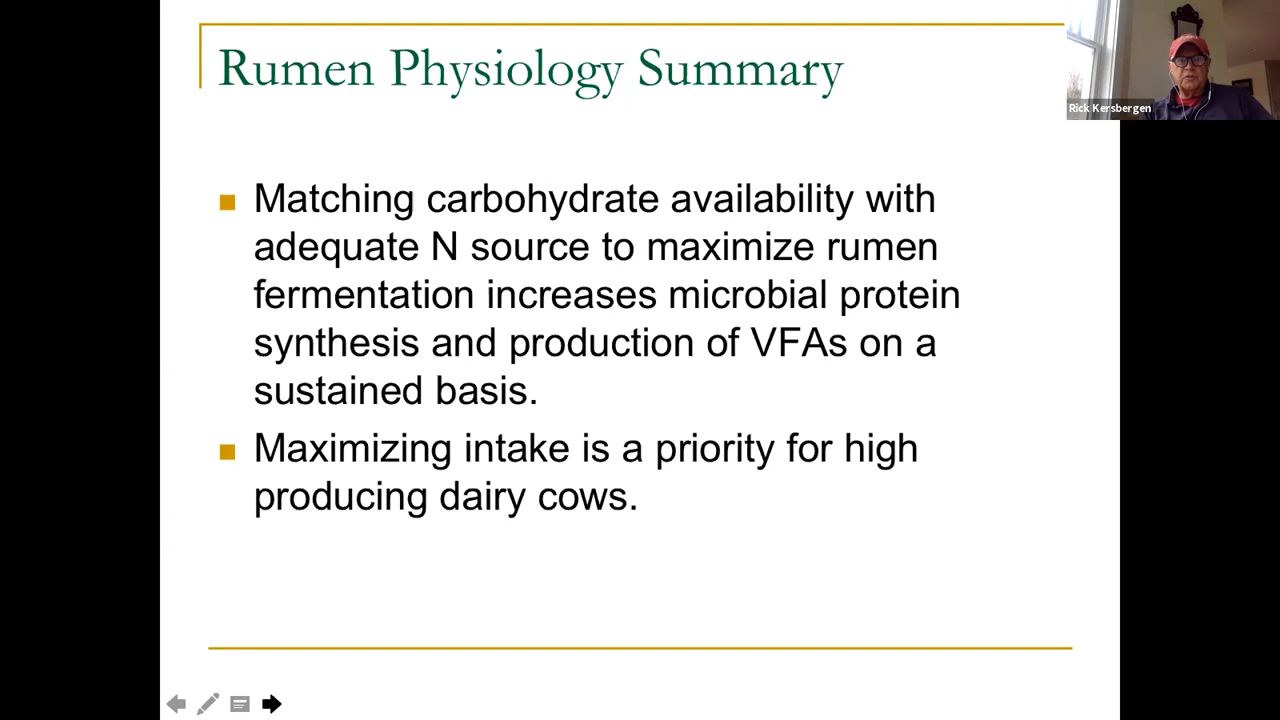 Rumen Physiology Summary
Rick Kersbergen
Matching carbohydrate availability with
adequate N source to maximize rumen
fermentation increases microbial protein
synthesis and production of VFAs on a
sustained basis.
Maximizing intake is a priority for high
producing dairy cows.